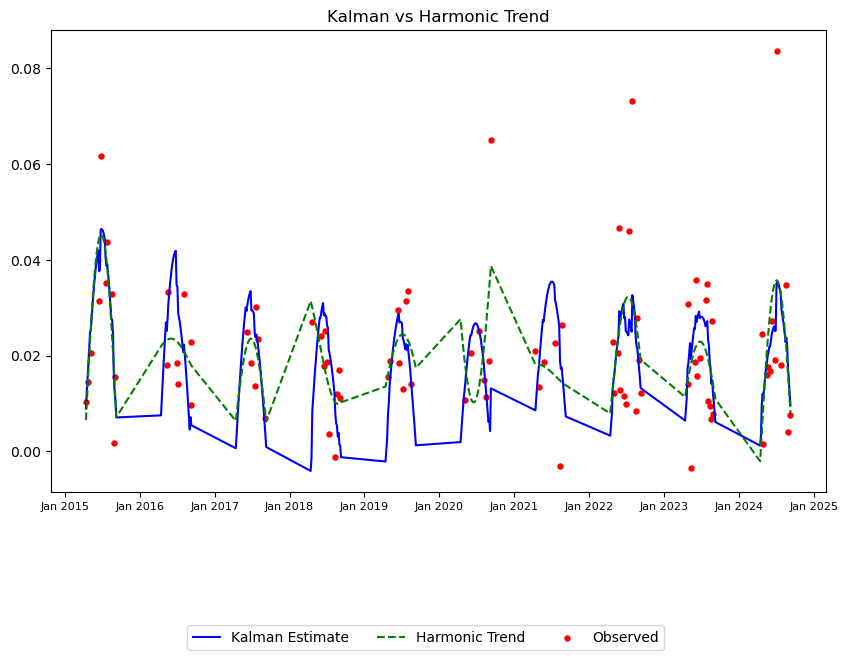 Kalman vs Harmonic Trend
0.08
0.06
0.04
0.02
0.00
Jan 2015 Jan 2016 Jan 2017 Jan 2018 Jan 2019 Jan 2020 Jan 2021 Jan 2022 Jan 2023 Jan 2024 Jan 2025
Kalman Estimate Harmonic Trend Observed